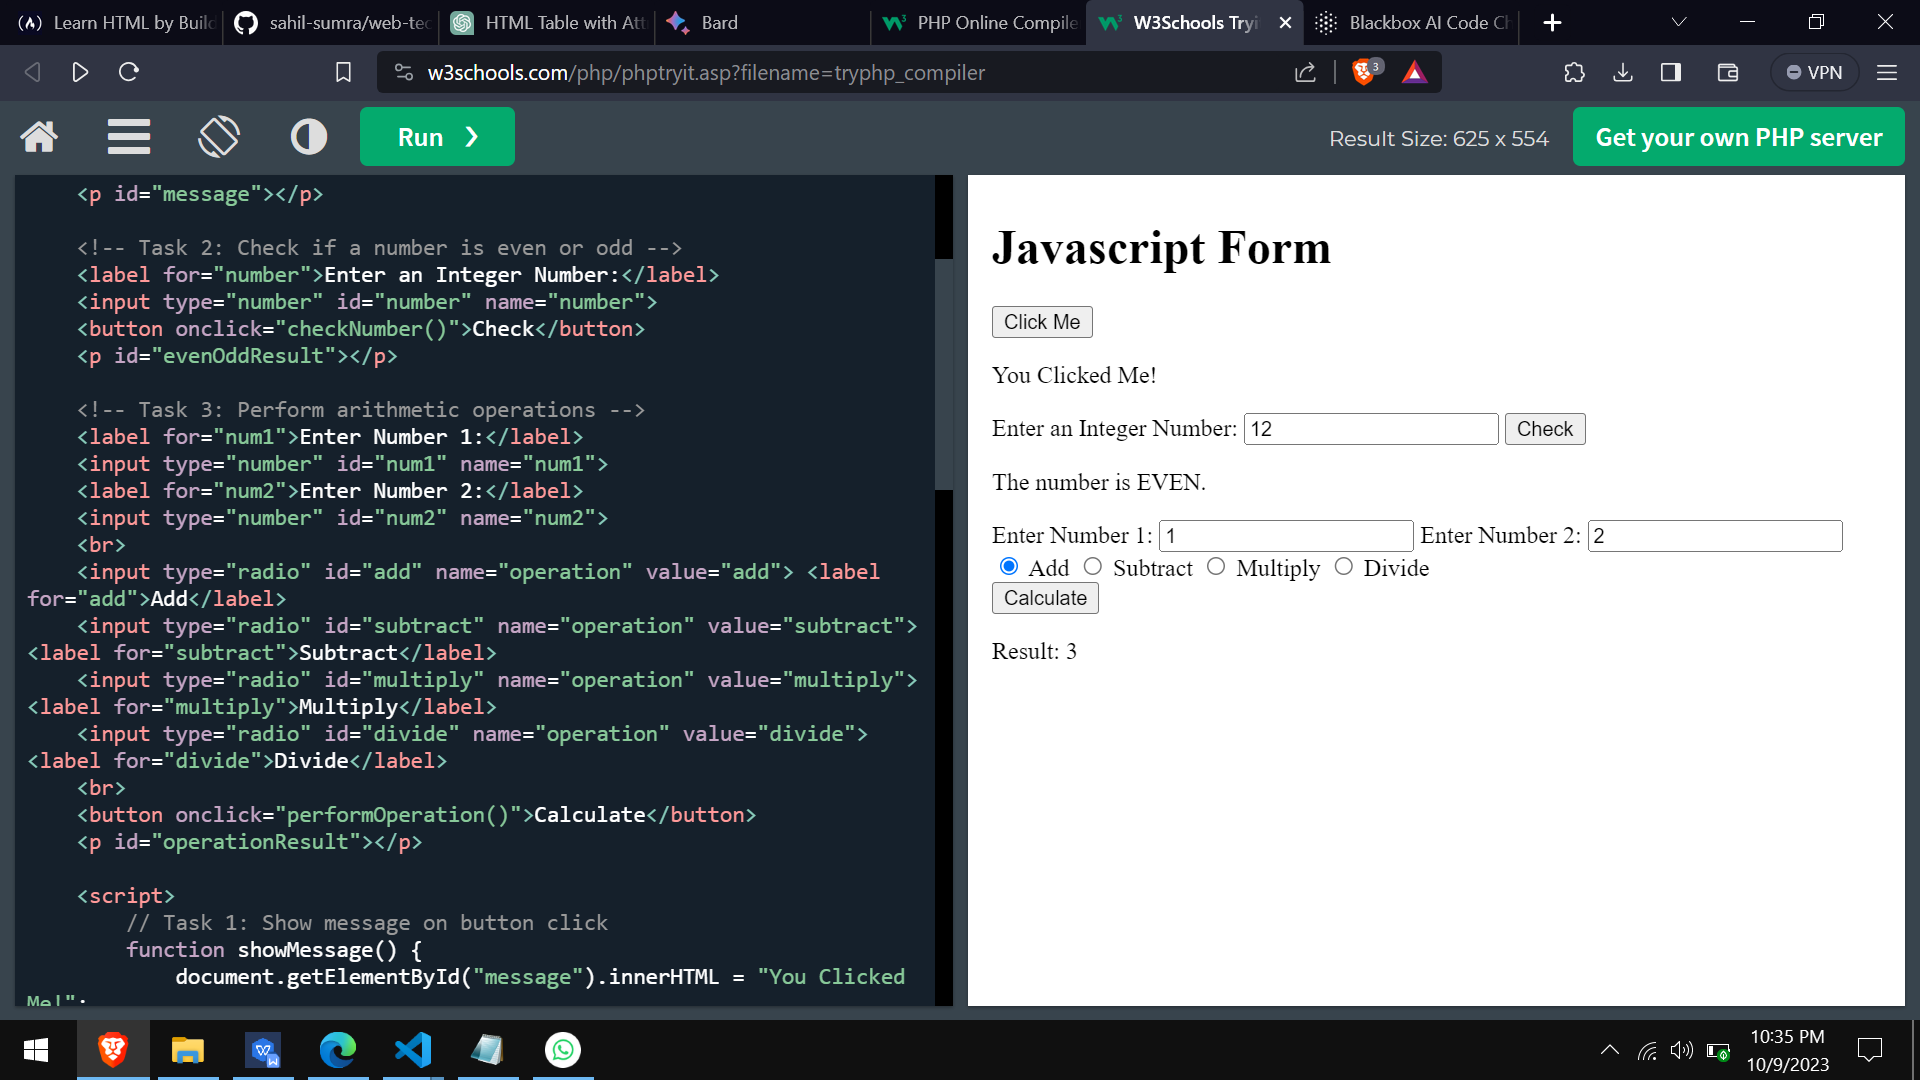 Learn HTML by Build
sahil-sumra/web-tec
HTML Table with Att
Bard
PHP Online Compile
W3Schools Tryi
Blackbox AI Code Ch
w3schools.com/php/phptryit.asp?filename=tryphp_compiler
3
VPN
Run ❯
Result Size: 625 x 554
Get your own PHP server
<p id="message"></p>
<!-- Task 2: Check if a number is even or odd -->
<label for="number">Enter an Integer Number:</label>
<input type="number" id="number" name="number">
<button onclick="checkNumber()">Check</button>
<p id="evenOddResult"></p>
<!-- Task 3: Perform arithmetic operations -->
<label for="num1">Enter Number 1:</label>
<input type="number" id="num1" name="num1">
<label for="num2">Enter Number 2:</label>
<input type="number" id="num2" name="num2">
<br>
<input type="radio" id="add" name="operation" value="add"> <label
for="add">Add</label>
<input type="radio" id="subtract" name="operation" value="subtract">
<label for="subtract">Subtract</label>
<input type="radio" id="multiply" name="operation" value="multiply">
<label for="multiply">Multiply</label>
<input type="radio" id="divide" name="operation" value="divide">
<label for="divide">Divide</label>
<br>
<button onclick="performOperation()">Calculate</button>
<p id="operationResult"></p>
<script>
// Task 1: Show message on button click
function showMessage() {
document.getElementById("message").innerHTML = "You Clicked
Me!";
Javascript Form
Click Me
You Clicked Me!
Enter an Integer Number: 12 Check
The number is EVEN.
Enter Number 1: 1 Enter Number 2: 2
Add Subtract Multiply Divide
Calculate
Result: 3
10:35 PM
10/9/2023